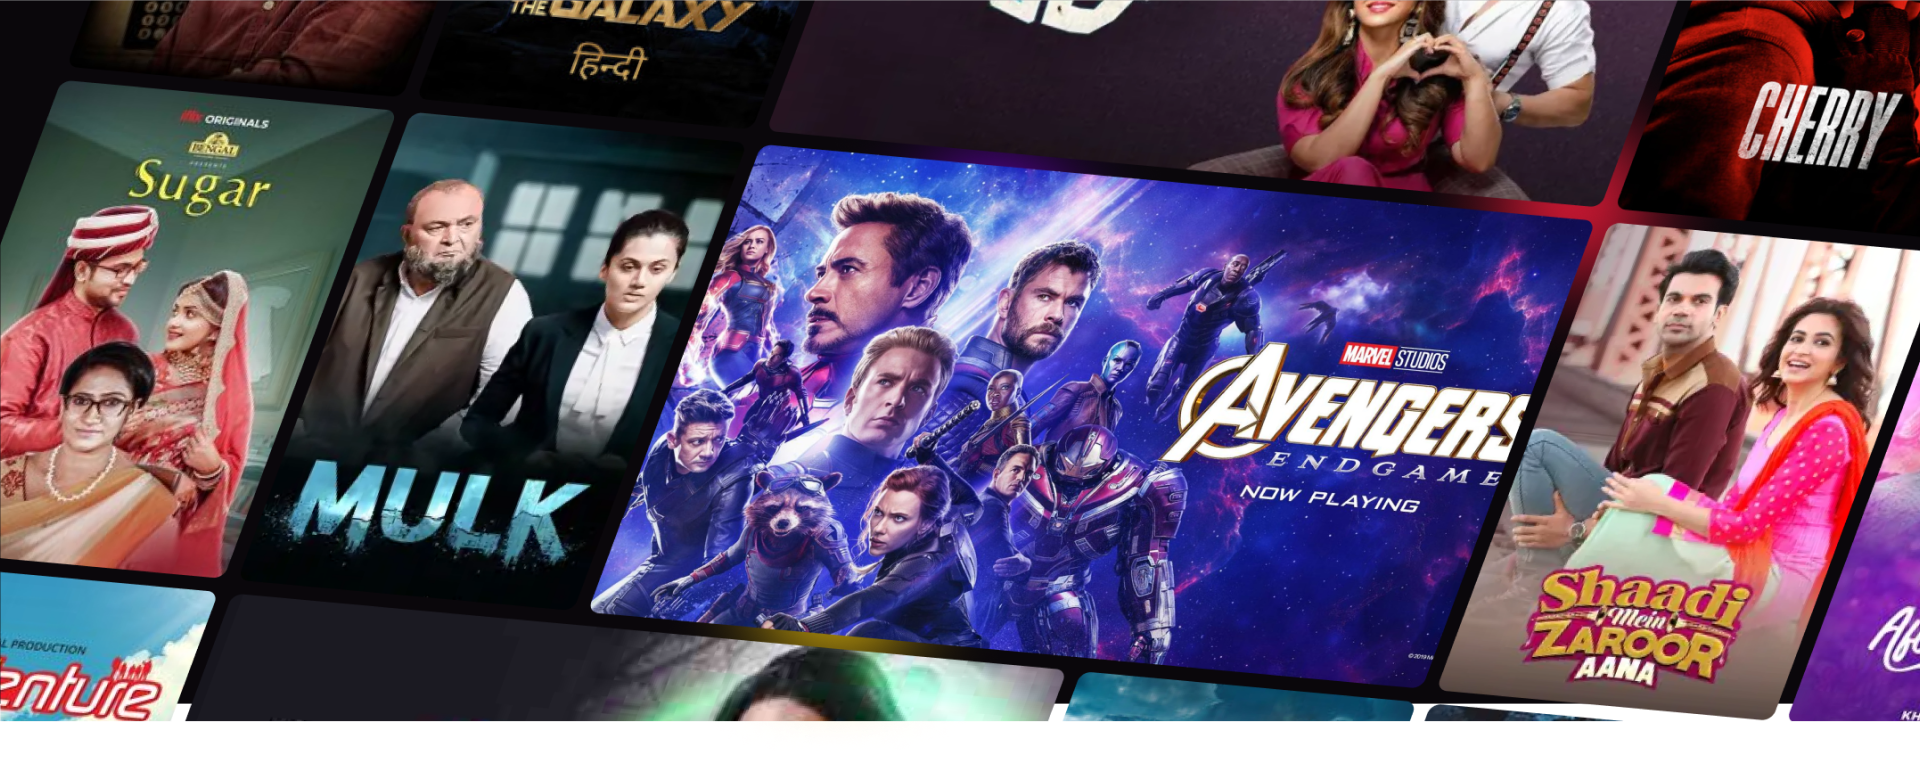 THE GALAXY
हिन्दी
CHERRY
ORIGINALS
BENGAL
PRESENTS
Sugar
MULK
MARVEL STUDIOS
AVENGERS
ENDGAME
NOW PLAYING
Shaadi
Mein
ZAROOR
AANA
PRODUCTION